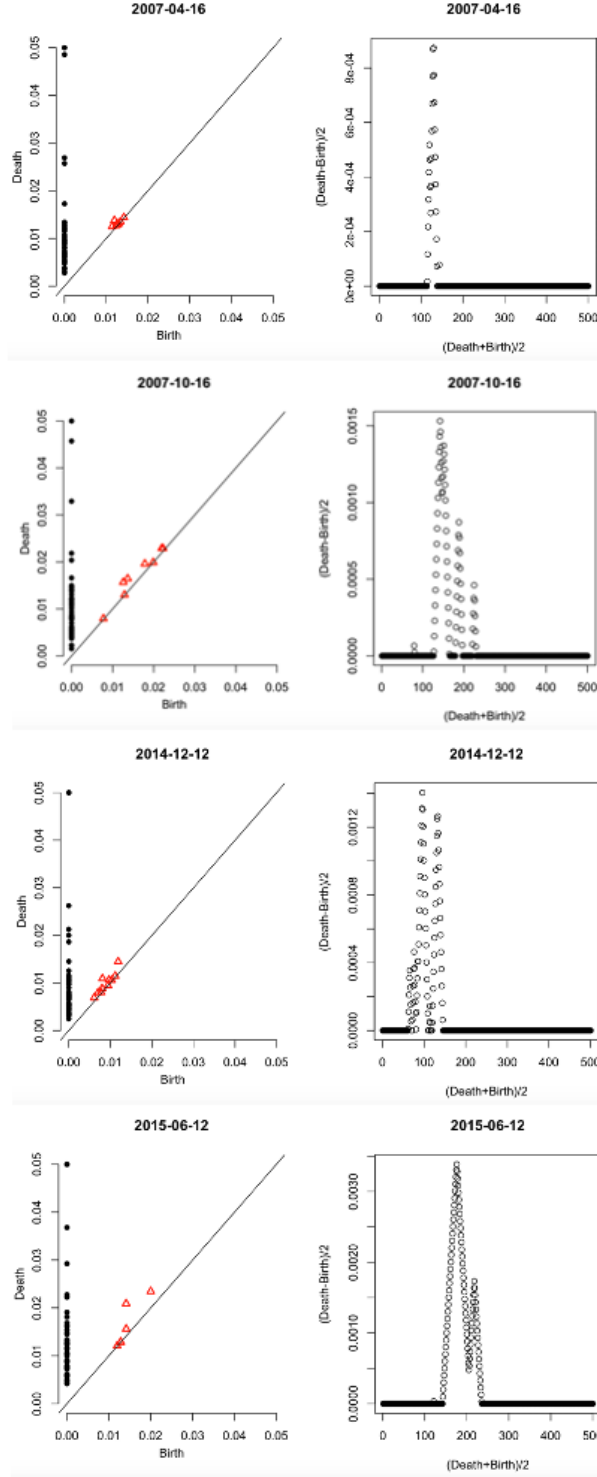 2007-04-16
2007-04-16
Death
0.00 0.01 0.02 0.03 0.04 0.05
0.00 0.01 0.02 0.03 0.04 0.05
Birth
(Death-Birth)/2
0e+00 2e-04 4e-04 6e-04 8e-04
0 100 200 300 400 500
(Death+Birth)/2
2007-10-16
2007-10-16
Death
0.00 0.01 0.02 0.03 0.04 0.05
0.00 0.01 0.02 0.03 0.04 0.05
Birth
(Death-Birth)/2
0.0000 0.0005 0.0010 0.0015
0 100 200 300 400 500
(Death+Birth)/2
2014-12-12
2014-12-12
Death
0.00 0.01 0.02 0.03 0.04 0.05
0.00 0.01 0.02 0.03 0.04 0.05
Birth
(Death-Birth)/2
0.0000 0.0004 0.0008 0.0012
0 100 200 300 400 500
(Death+Birth)/2
2015-06-12
2015-06-12
Death
0.00 0.01 0.02 0.03 0.04 0.05
0.00 0.01 0.02 0.03 0.04 0.05
Birth
(Death-Birth)/2
0.0000 0.0010 0.0020 0.0030
0 100 200 300 400 500
(Death+Birth)/2